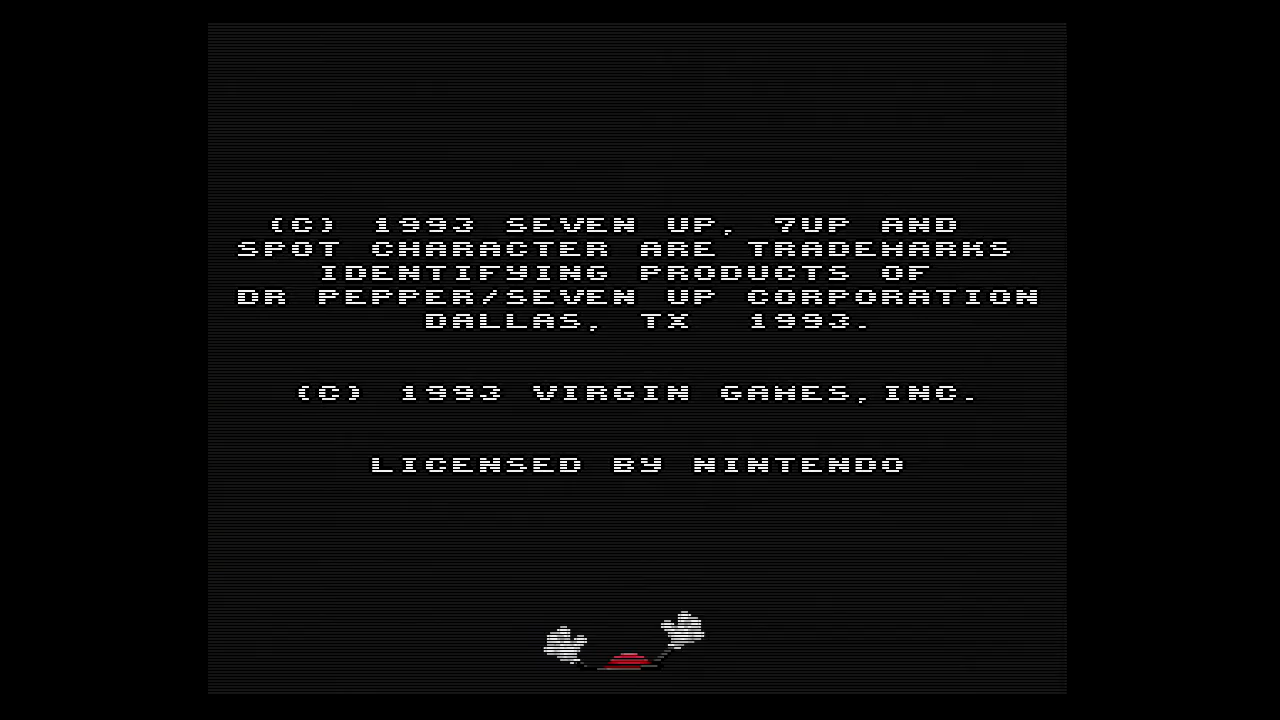 (C) 1993 SEVEN UP, 7UP AND
SPOT CHARACTER ARE TRADEMARKS
IDENTIFYING PRODUCTS OF
DR PEPPER/SEVEN UP CORPORATION
DALLAS, TX 1993.
(C) 1993 VIRGIN GAMES,INC.
LICENSED BY NINTENDO